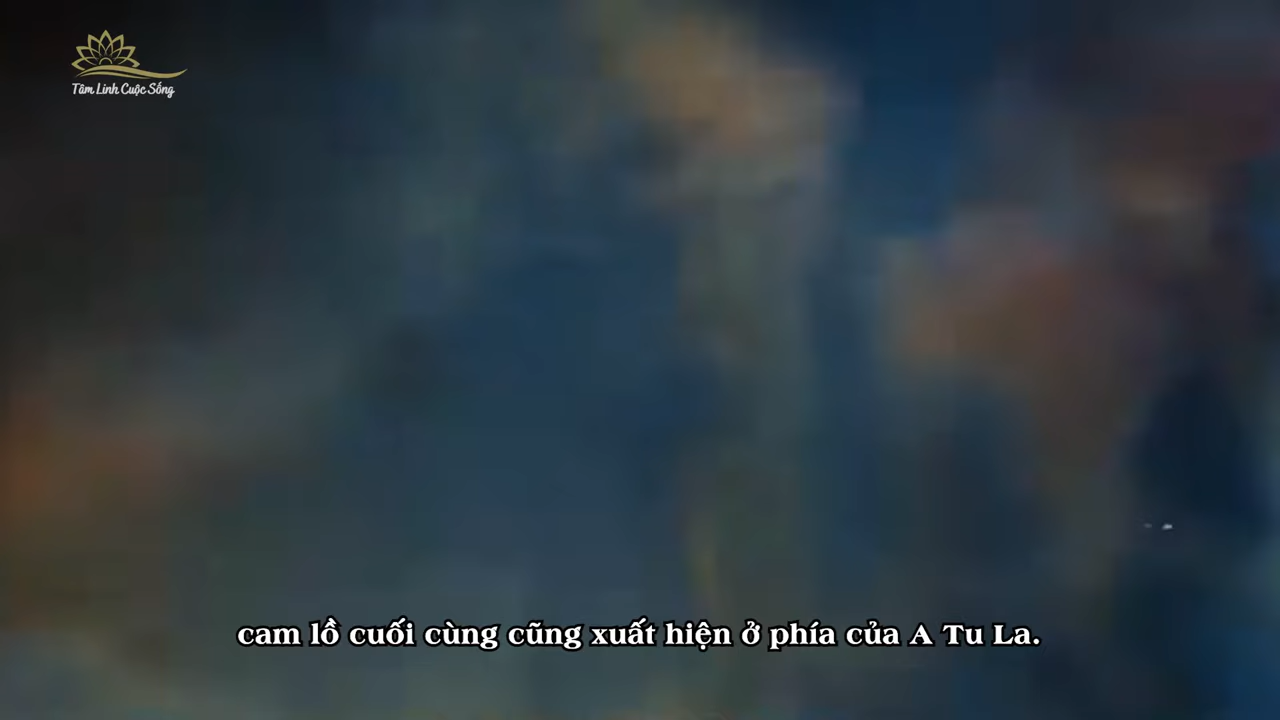 Tâm Linh Cuộc Sống
cam lồ cuối cùng cũng xuất hiện ở phía của A Tu La.